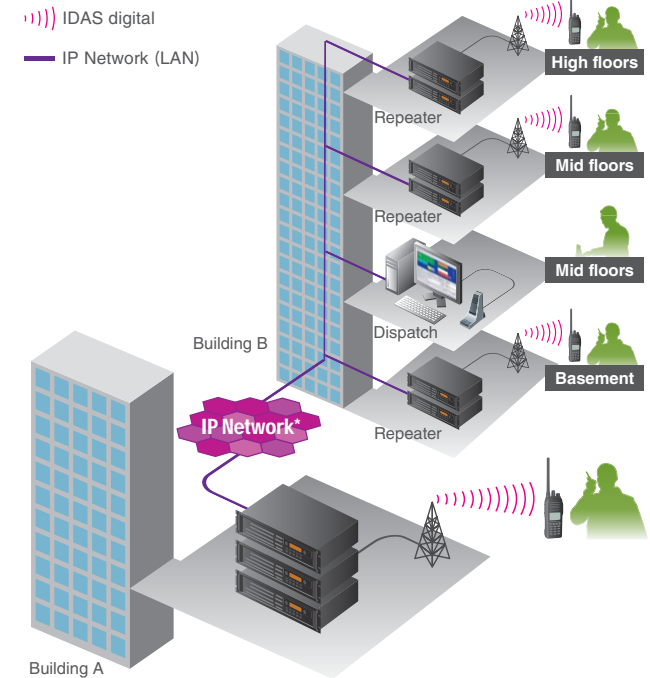 IDAS digital
IP Network (LAN)
High floors
Repeater
Mid floors
Repeater
Mid floors
Dispatch
Building B
Basement
IP Network*
Repeater
Building A